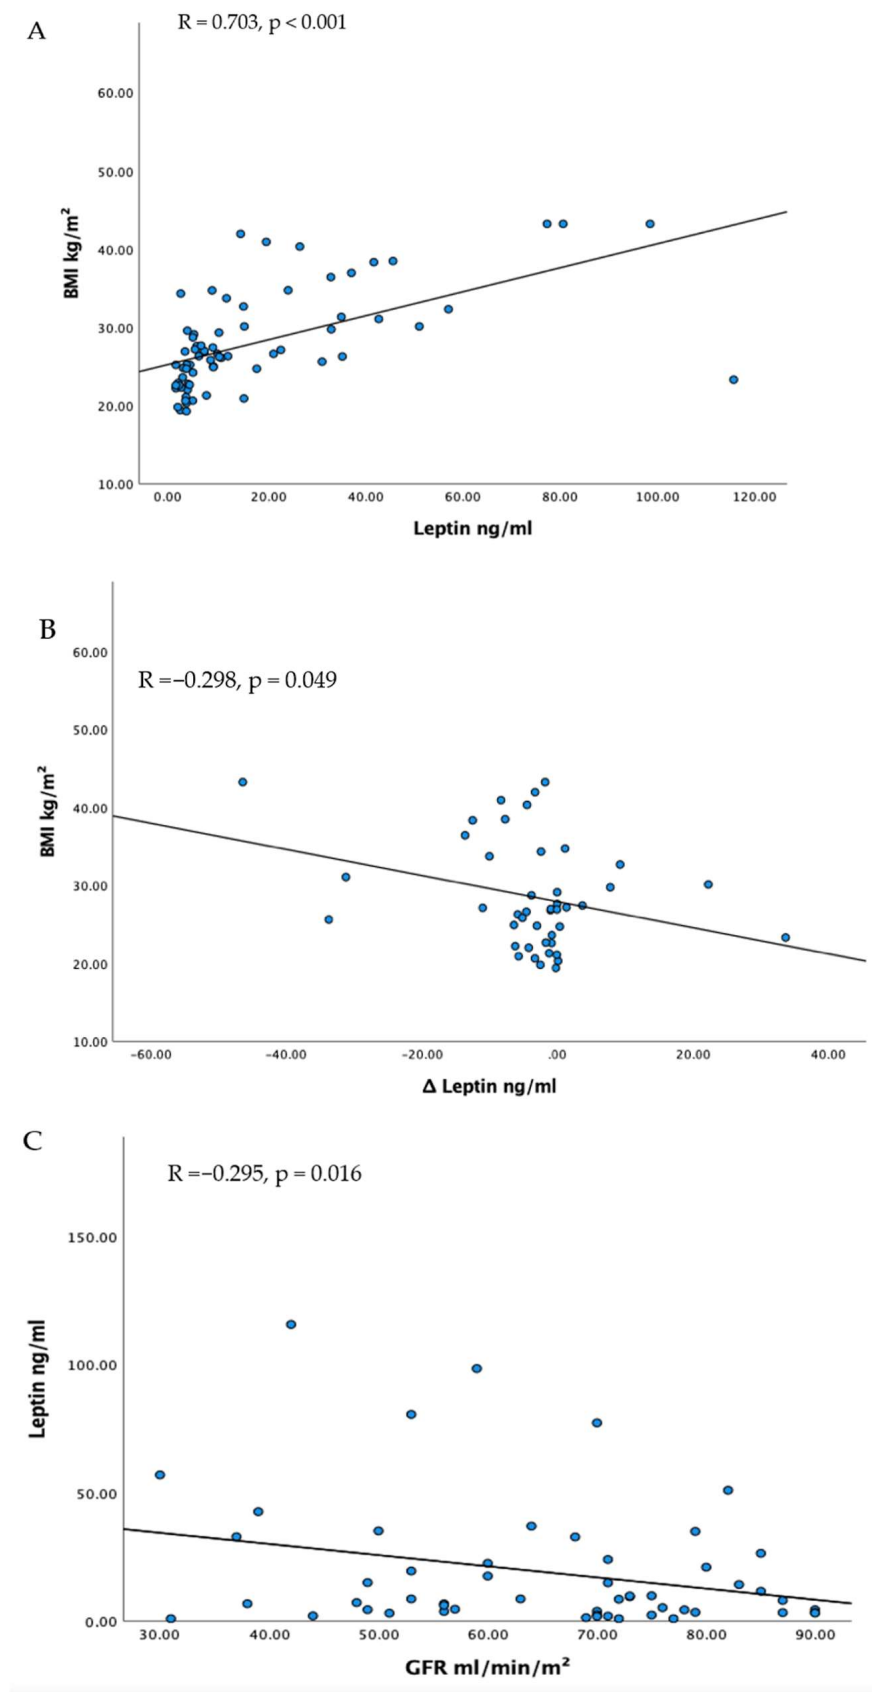 A
R = 0.703, p < 0.001
60.00
50.00
40.00
30.00
20.00
10.00
BMI kg/m²
0.00 20.00 40.00 60.00 80.00 100.00 120.00
Leptin ng/ml
B
R =−0.298, p = 0.049
60.00
50.00
40.00
30.00
20.00
10.00
BMI kg/m²
−60.00 −40.00 −20.00 .00 20.00 40.00
Δ Leptin ng/ml
C
R =−0.295, p = 0.016
150.00
100.00
50.00
0.00
Leptin ng/ml
30.00 40.00 50.00 60.00 70.00 80.00 90.00
GFR ml/min/m²